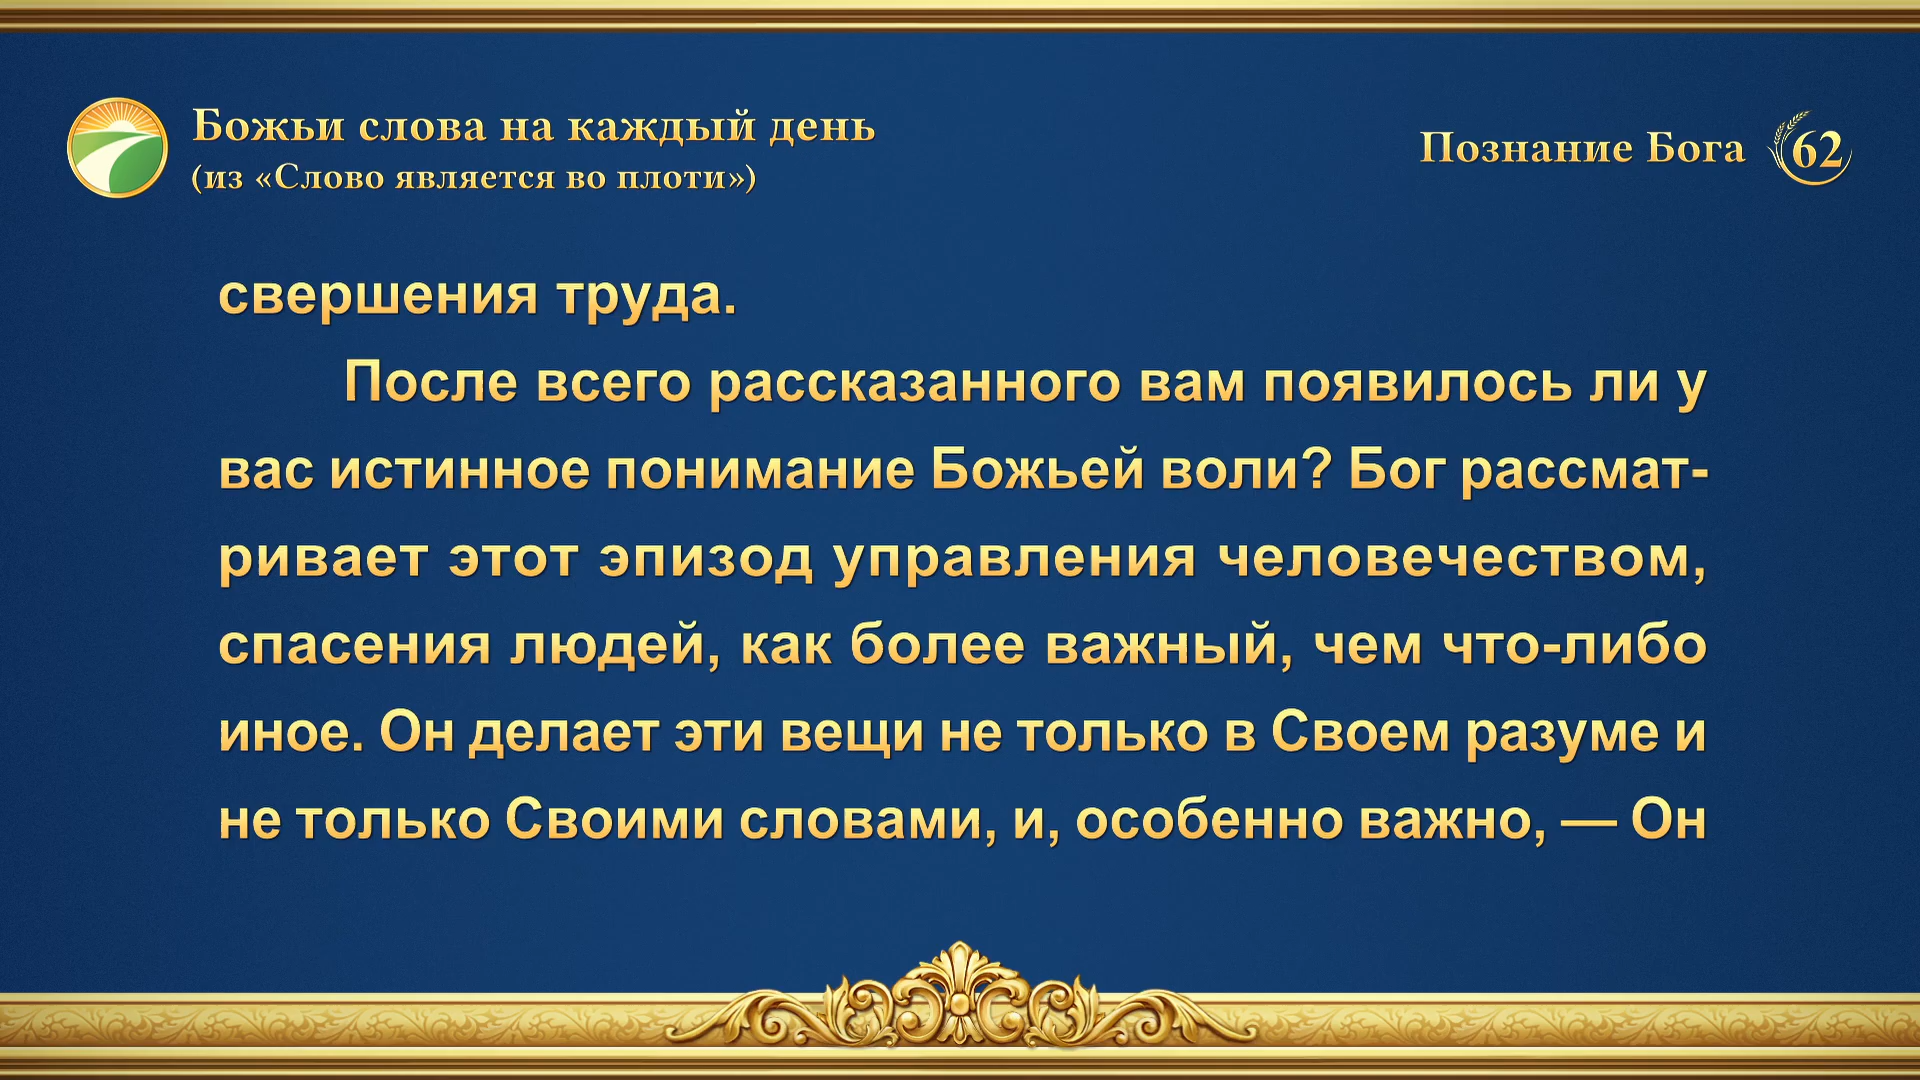 Божьи слова на каждый день
(из «Слово является во плоти»)
Познание Бога 62
свершения труда.
После всего рассказанного вам появилось ли у
вас истинное понимание Божьей воли? Бог рассмат-
ривает этот эпизод управления человечеством,
спасения людей, как более важный, чем что-либо
иное. Он делает эти вещи не только в Своем разуме и
не только Своими словами, и, особенно важно, — Он